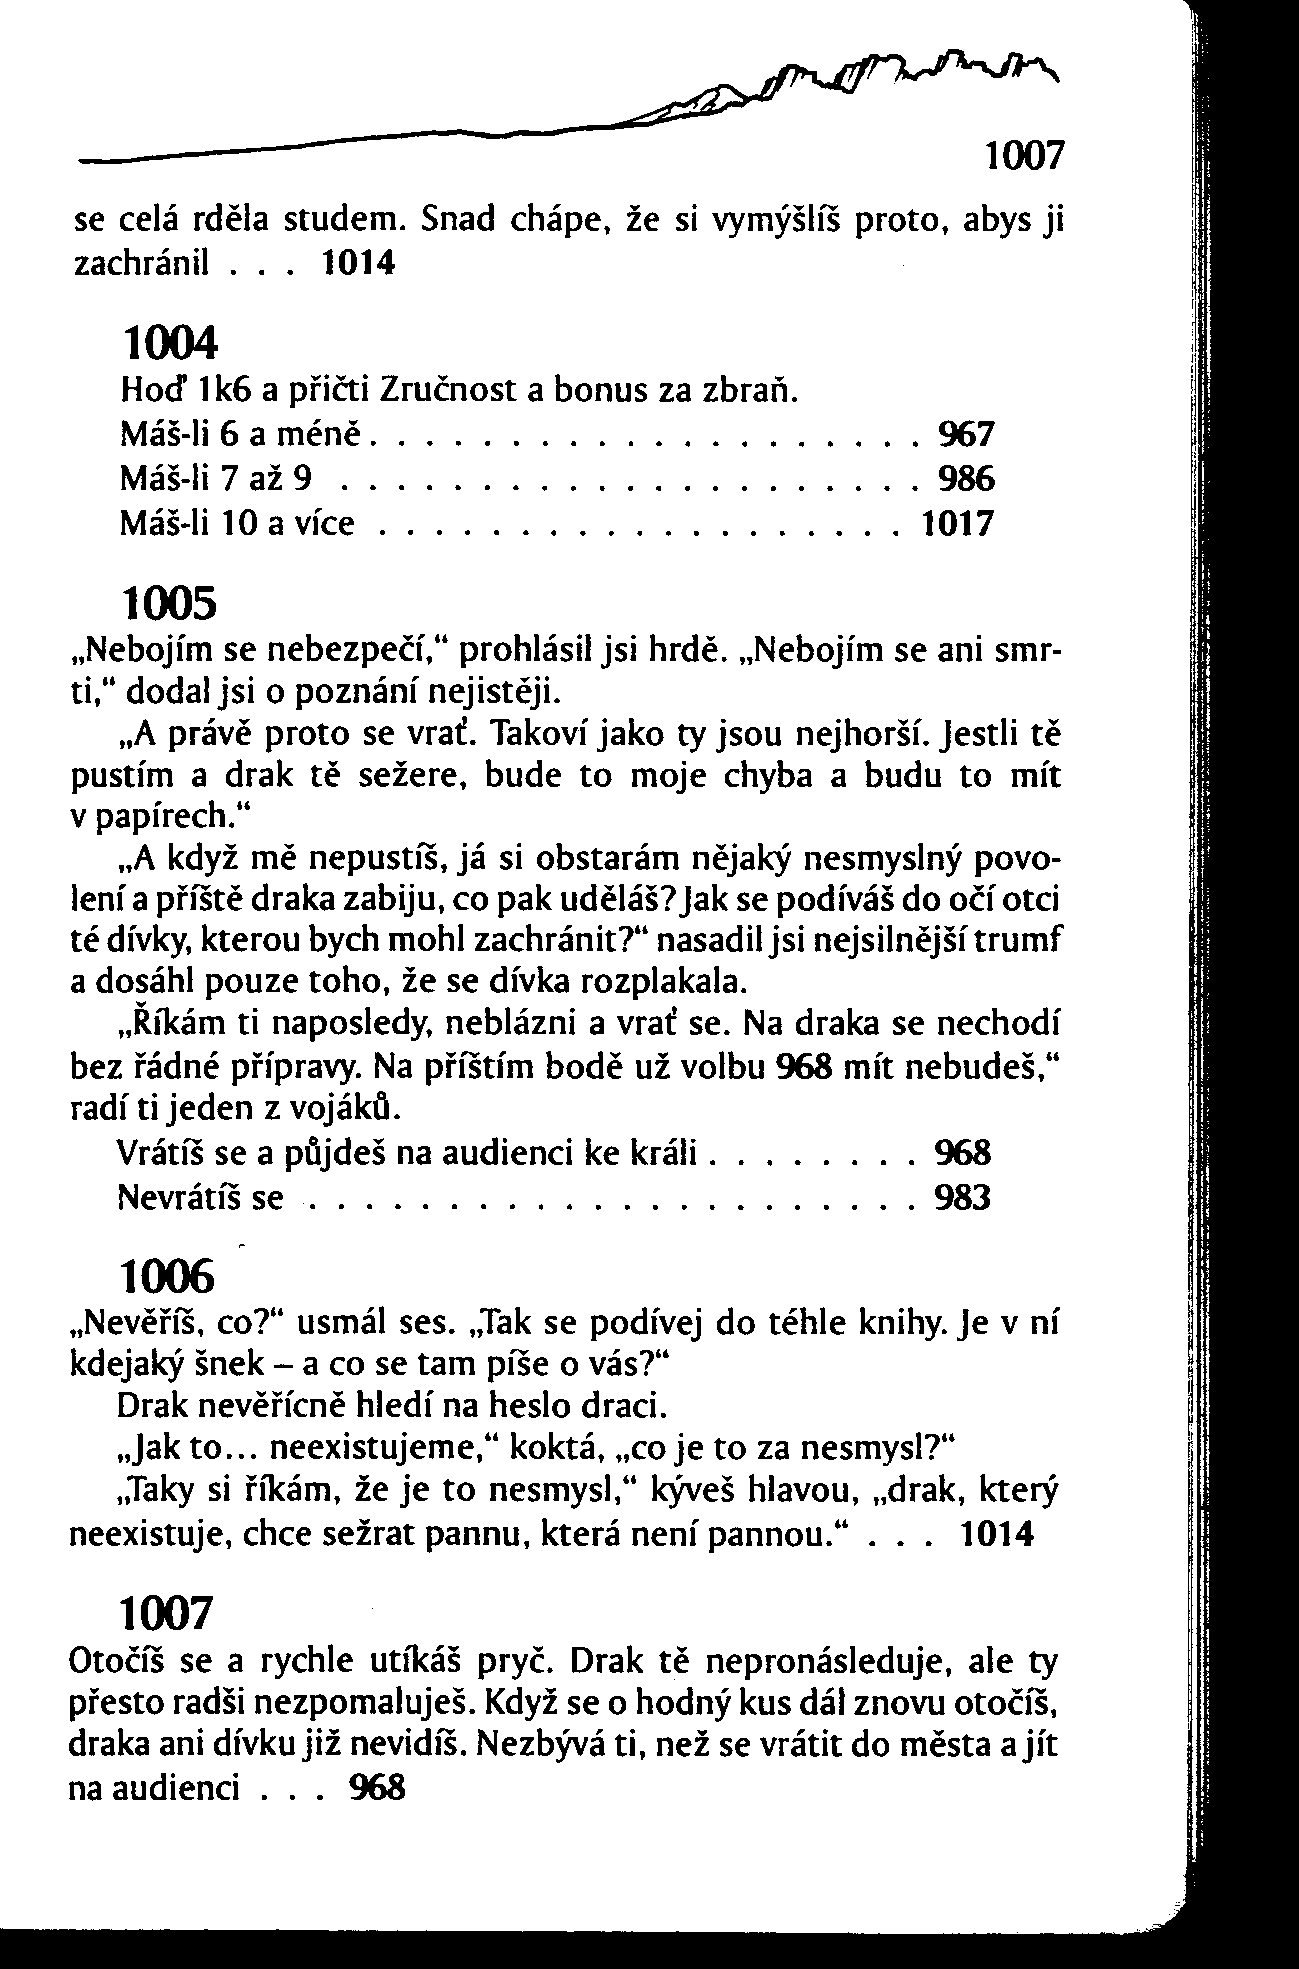 1007
se celá rděla studem. Snad chápe, že si vymýšlíš proto, abys ji
zachránil . . . 1014
1004
Hoď 1k6 a přičti Zručnost a bonus za zbraň.
Máš-li 6 a méně. . . . . . . . . . . . . . . . . . . . 967
Máš-li 7 až 9 . . . . . . . . . . . . . . . . . . . . . 986
Máš-li 10 a více . . . . . . . . . . . . . . . . . . . 1017
1005
„Nebojím se nebezpečí,“ prohlásil jsi hrdě. „Nebojím se ani smr-
ti,“ dodal jsi o poznání nejistěji.
„A právě proto se vrať. Takoví jako ty jsou nejhorší. Jestli tě
pustím a drak tě sežere, bude to moje chyba a budu to mít
v papírech.“
„A když mě nepustíš, já si obstarám nějaký nesmyslný povo-
lení a příště draka zabiju, co pak uděláš? Jak se podíváš do očí otci
té dívky, kterou bych mohl zachránit?“ nasadil jsi nejsilnější trumf
a dosáhl pouze toho, že se dívka rozplakala.
„Říkám ti naposledy, neblázni a vrať se. Na draka se nechodí
bez řádné přípravy. Na příštím bodě už volbu 968 mít nebudeš,“
radí ti jeden z vojáků.
Vrátíš se a půjdeš na audienci ke králi . . . . . . . . 968
Nevrátíš se . . . . . . . . . . . . . . . . . . . . . . 983
1006
„Nevěříš, co?“ usmál ses. „Tak se podívej do téhle knihy. Je v ní
kdejaký šnek – a co se tam píše o vás?“
Drak nevěřícně hledí na heslo draci.
„Jak to... neexistujeme,“ koktá, „co je to za nesmysl?“
„Taky si říkám, že je to nesmysl,“ kýveš hlavou, „drak, který
neexistuje, chce sežrat pannu, která není pannou.“ . . . 1014
1007
Otočíš se a rychle utíkáš pryč. Drak tě nepronásleduje, ale ty
přesto radši nezpomaluješ. Když se o hodný kus dál znovu otočíš,
draka ani dívku již nevidíš. Nezbývá ti, než se vrátit do města a jít
na audienci . . . 968